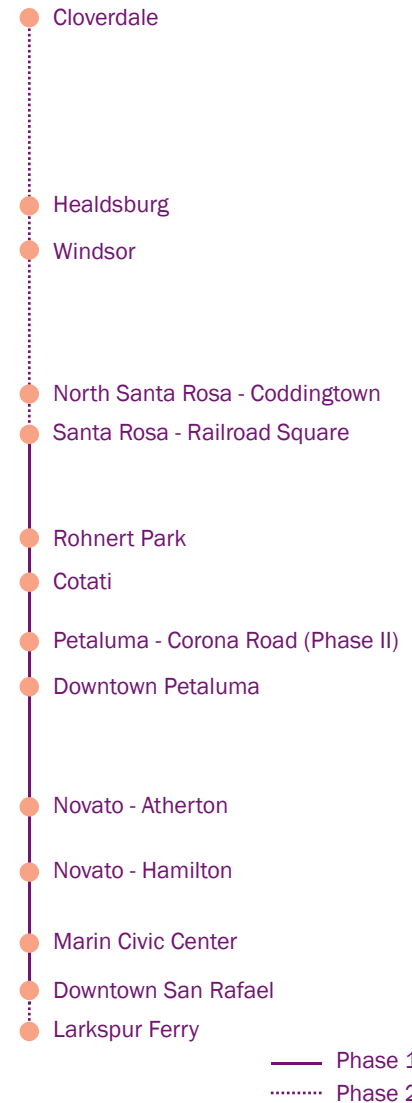 Cloverdale
Healdsburg
Windsor
North Santa Rosa - Coddingtown
Santa Rosa - Railroad Square
Rohnert Park
Cotati
Petaluma - Corona Road (Phase II)
Downtown Petaluma
Novato - Atherton
Novato - Hamilton
Marin Civic Center
Downtown San Rafael
Larkspur Ferry
Phase 1
Phase 2